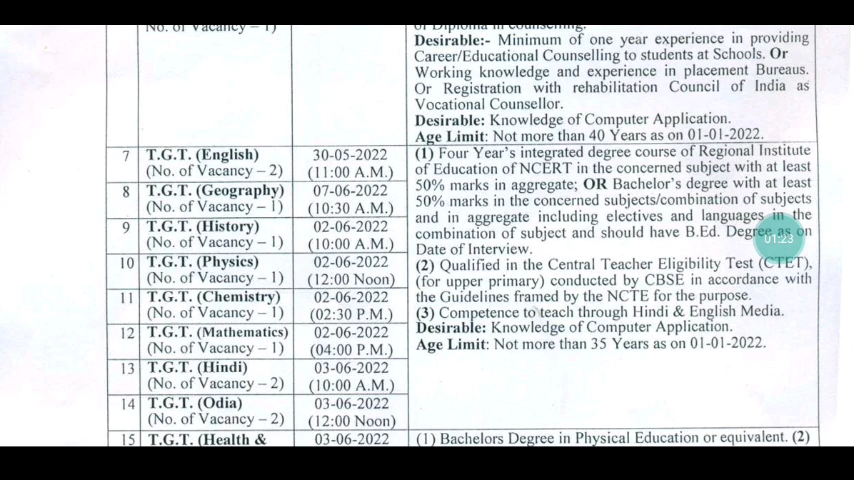 No. of Vacancy – 1)
or Diploma in counselling.
Desirable:- Minimum of one year experience in providing
Career/Educational Counselling to students at Schools. Or
Working knowledge and experience in placement Bureaus.
Or Registration with rehabilitation Council of India as
Vocational Counsellor.
Desirable: Knowledge of Computer Application.
Age Limit: Not more than 40 Years as on 01-01-2022.
7 T.G.T. (English) 30-05-2022
(No. of Vacancy – 2) (11:00 A.M.)
8 T.G.T. (Geography) 07-06-2022
(No. of Vacancy – 1) (10:30 A.M.)
9 T.G.T. (History) 02-06-2022
(No. of Vacancy – 1) (10:00 A.M.)
10 T.G.T. (Physics) 02-06-2022
(No. of Vacancy – 1) (12:00 Noon)
11 T.G.T. (Chemistry) 02-06-2022
(No. of Vacancy – 1) (02:30 P.M.)
12 T.G.T. (Mathematics) 02-06-2022
(No. of Vacancy – 1) (04:00 P.M.)
13 T.G.T. (Hindi) 03-06-2022
(No. of Vacancy – 2) (10:00 A.M.)
14 T.G.T. (Odia) 03-06-2022
(No. of Vacancy – 2) (12:00 Noon)
(1) Four Year's integrated degree course of Regional Institute
of Education of NCERT in the concerned subject with at least
50% marks in aggregate; OR Bachelor's degree with at least
50% marks in the concerned subjects/combination of subjects
and in aggregate including electives and languages in the
combination of subject and should have B.Ed. Degree as on
Date of Interview.
(2) Qualified in the Central Teacher Eligibility Test (CTET),
(for upper primary) conducted by CBSE in accordance with
the Guidelines framed by the NCTE for the purpose.
(3) Competence to teach through Hindi & English Media.
Desirable: Knowledge of Computer Application.
Age Limit: Not more than 35 Years as on 01-01-2022.
01:23
15 T.G.T. (Health & 03-06-2022 (1) Bachelors Degree in Physical Education or equivalent. (2)